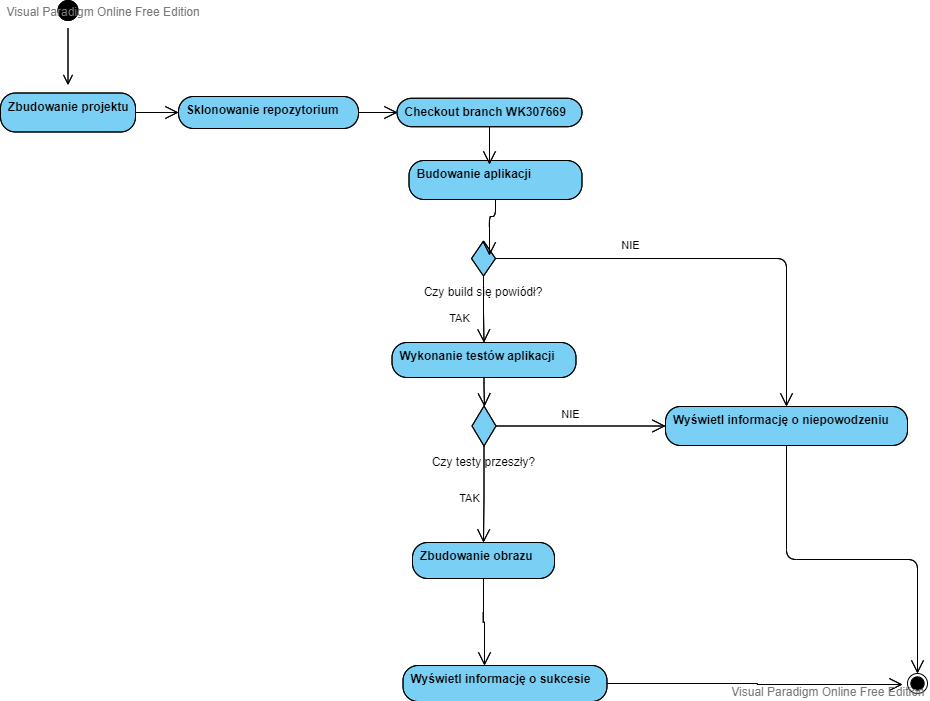 Visual Paradigm Online Free Edition
Zbudowanie projektu
Sklonowanie repozytorium
Checkout branch WK307669
Budowanie aplikacji
NIE
Czy build się powiódł?
TAK
Wykonanie testów aplikacji
NIE
Wyświetl informację o niepowodzeniu
Czy testy przeszły?
TAK
Zbudowanie obrazu
Wyświetl informację o sukcesie
Visual Paradigm Online Free Edition